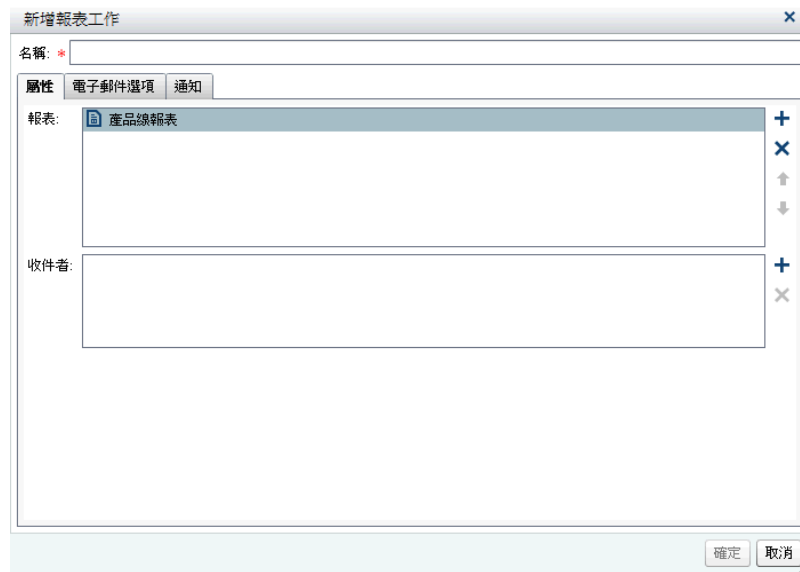 新增報表工作
名稱: *
屬性 電子郵件選項 通知
報表: 產品線報表
收件者:
確定 取消